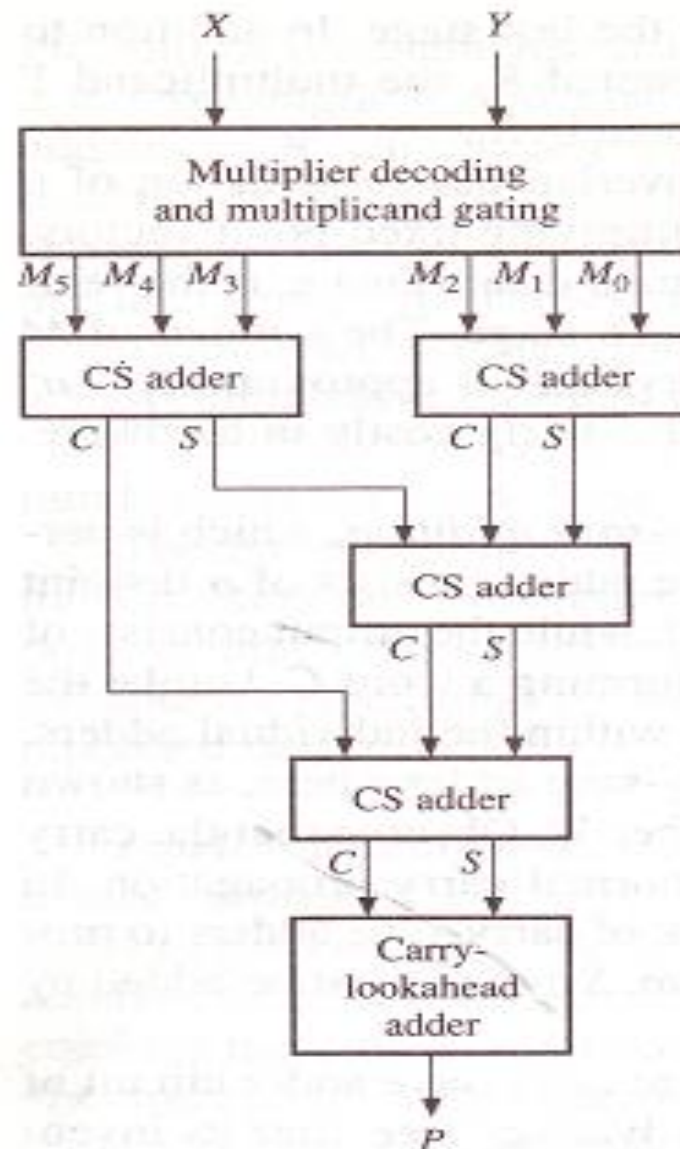 X Y
Multiplier decoding
and multiplicand gating
M5 M4 M3 M2 M1 M0
CS adder CS adder
C S C S
CS adder
C S
CS adder
C S
Carry-
lookahead
adder
P